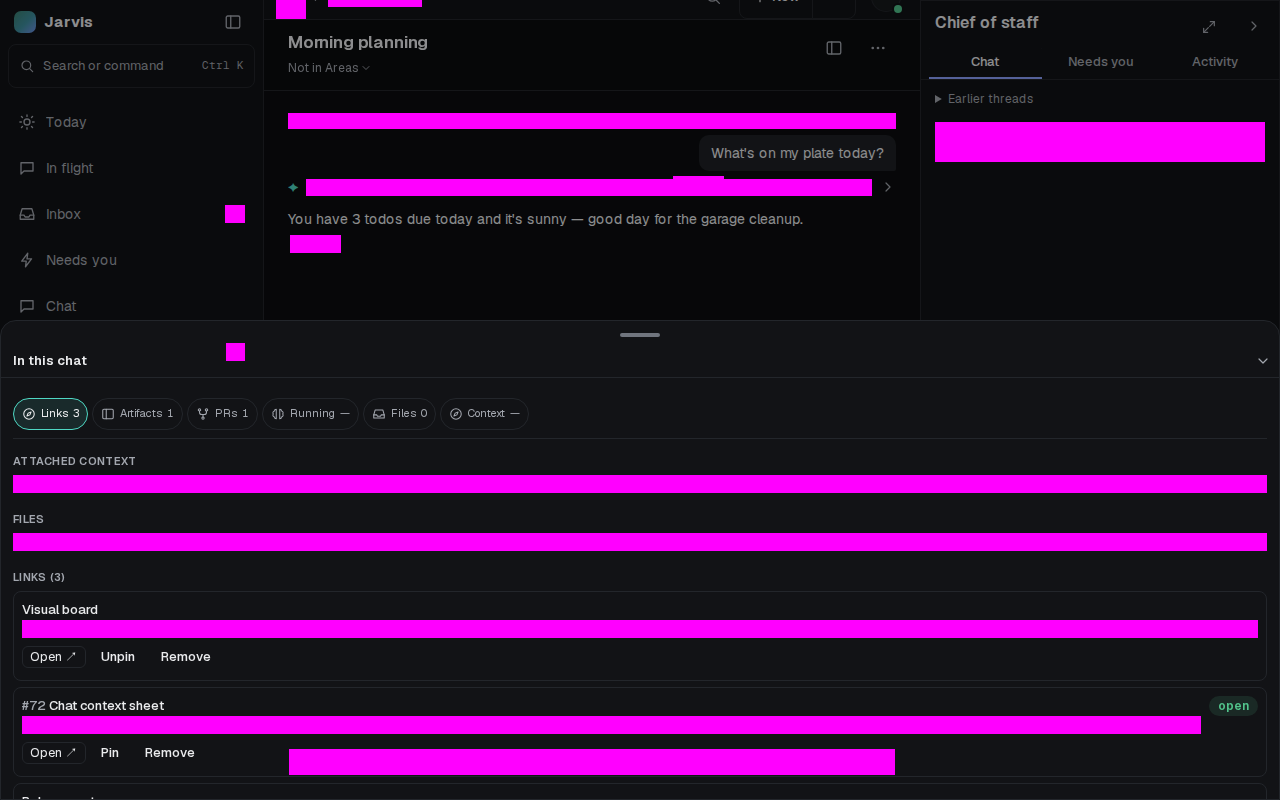 Jarvis
Search or command Ctrl K
Today
In flight
Inbox
Needs you
Chat
Morning planning
Not in Areas
What's on my plate today?
You have 3 todos due today and it's sunny — good day for the garage cleanup.
Chief of staff
Chat Needs you Activity
Earlier threads
In this chat
Links 3 Artifacts 1 PRs 1 Running — Files 0 Context —
ATTACHED CONTEXT
FILES
LINKS (3)
Visual board
Open ↗ Unpin Remove
#72 Chat context sheet open
Open ↗ Pin Remove